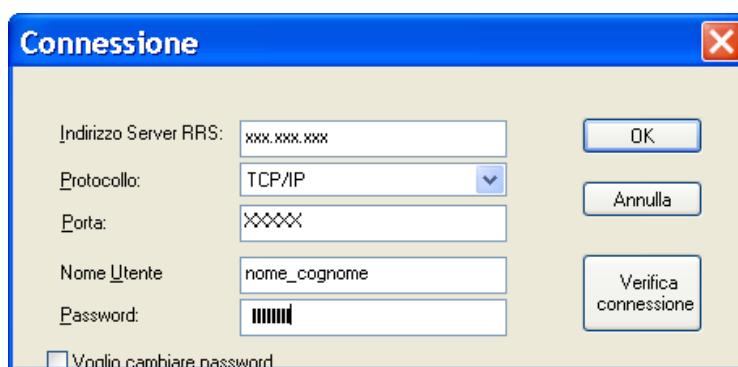 Connessione
Indirizzo Server RRS: xxx.xxx.xxx
OK
Protocollo: TCP/IP
Annulla
Porta: XXXXX
Nome Utente nome_cognome
Verifica connessione
Password:
Voglio cambiare password